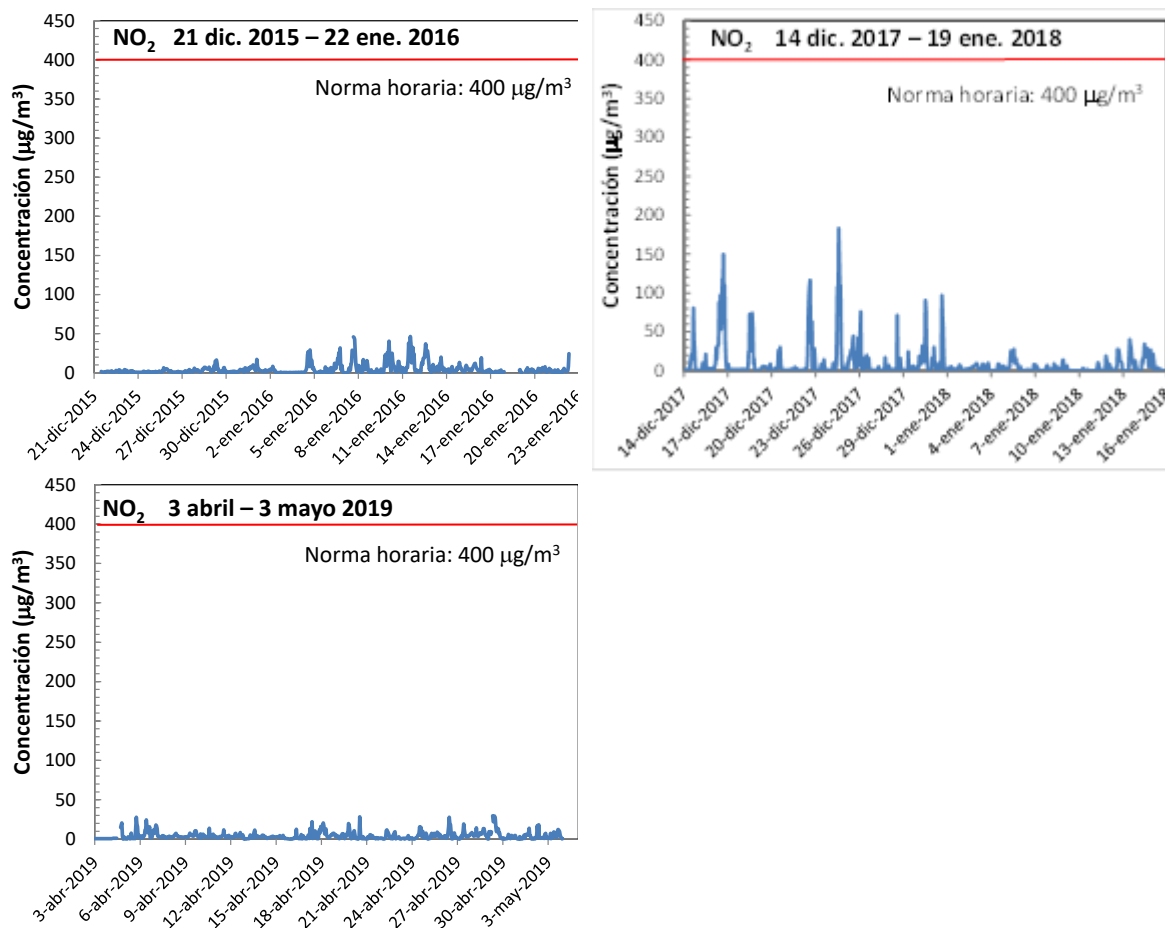 NO2 21 dic. 2015 – 22 ene. 2016
Norma horaria: 400 μg/m3
Concentración (μg/m3)
450
400
350
300
250
200
150
100
50
0
21-dic-2015
24-dic-2015
27-dic-2015
30-dic-2015
2-ene-2016
5-ene-2016
8-ene-2016
11-ene-2016
14-ene-2016
17-ene-2016
20-ene-2016
23-ene-2016
NO2 14 dic. 2017 – 19 ene. 2018
Norma horaria: 400 μg/m3
Concentración (μg/m3)
450
400
350
300
250
200
150
100
50
0
14-dic-2017
17-dic-2017
20-dic-2017
23-dic-2017
26-dic-2017
29-dic-2017
1-ene-2018
4-ene-2018
7-ene-2018
10-ene-2018
13-ene-2018
16-ene-2018
NO2 3 abril – 3 mayo 2019
Norma horaria: 400 μg/m3
Concentración (μg/m3)
450
400
350
300
250
200
150
100
50
0
3-abr-2019
6-abr-2019
9-abr-2019
12-abr-2019
15-abr-2019
18-abr-2019
21-abr-2019
24-abr-2019
27-abr-2019
30-abr-2019
3-may-2019